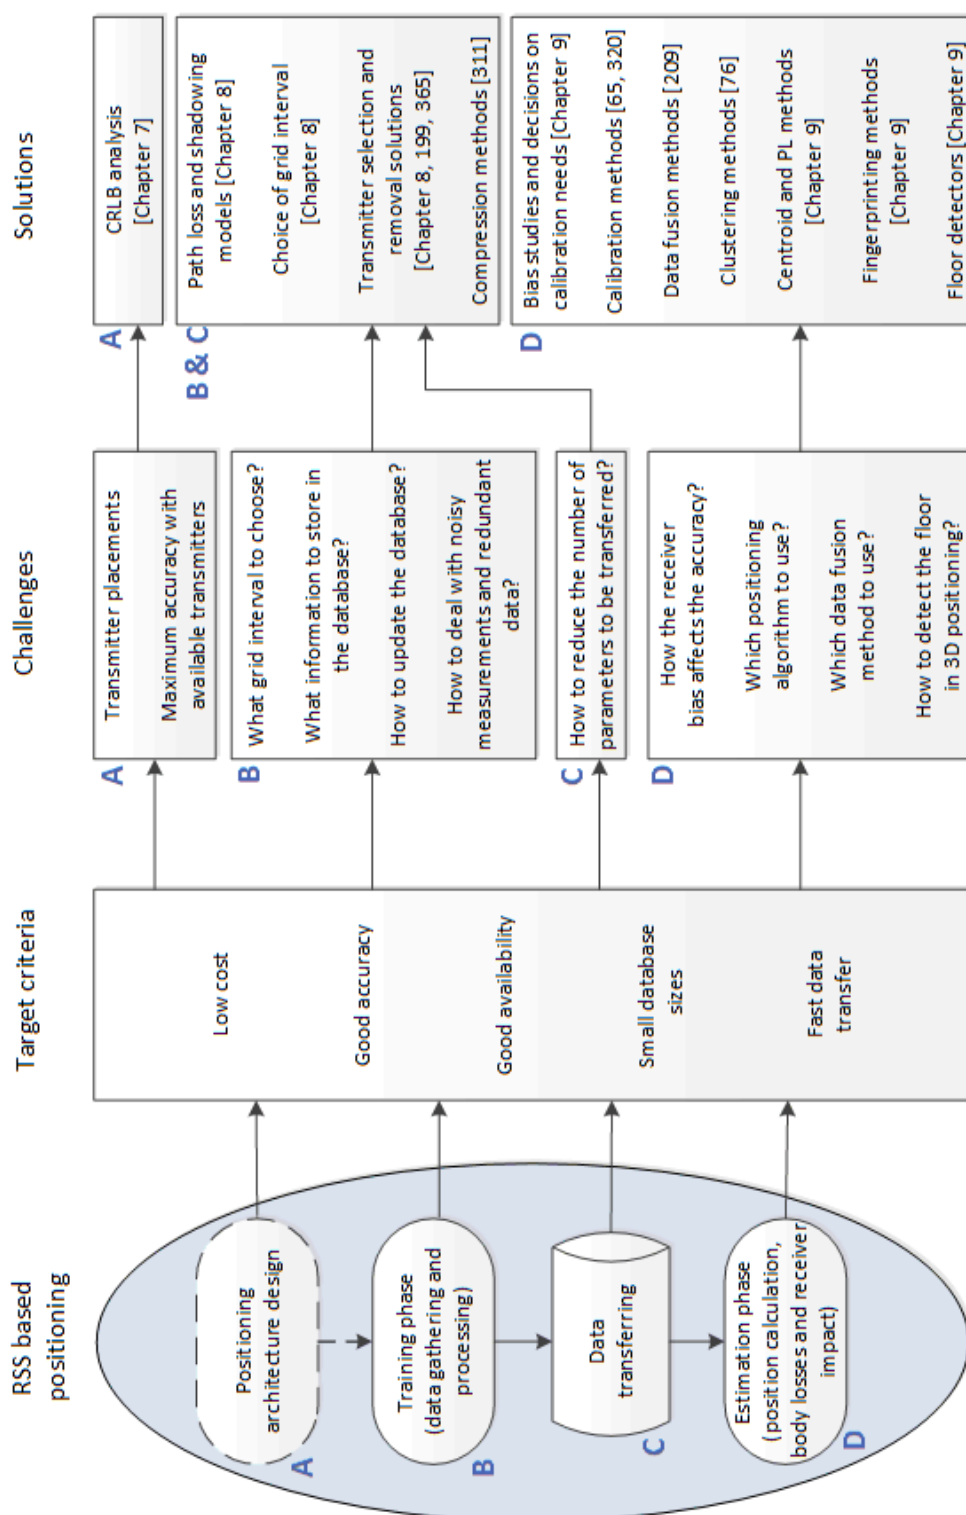 RSS based
positioning
Target criteria
Challenges
Solutions
Positioning
architecture design
A
Training phase
(data gathering and
processing)
B
Data
transferring
C
Estimation phase
(position calculation,
body losses and receiver
impact)
D
Low cost
Good accuracy
Good availability
Small database
sizes
Fast data
transfer
A
Transmitter placements
Maximum accuracy with
available transmitters
B
What grid interval to choose?
What information to store in
the database?
How to update the database?
How to deal with noisy
measurements and redundant
data?
C
How to reduce the number of
parameters to be transferred?
D
How the receiver
bias affects the accuracy?
Which positioning
algorithm to use?
Which data fusion
method to use?
How to detect the floor
in 3D positioning?
A
CRLB analysis
[Chapter 7]
B & C
Path loss and shadowing
models [Chapter 8]
Choice of grid interval
[Chapter 8]
Transmitter selection and
removal solutions
[Chapter 8, 199, 365]
Compression methods [311]
D
Bias studies and decisions on
calibration needs [Chapter 9]
Calibration methods [65, 320]
Data fusion methods [209]
Clustering methods [76]
Centroid and PL methods
[Chapter 9]
Fingerprinting methods
[Chapter 9]
Floor detectors [Chapter 9]